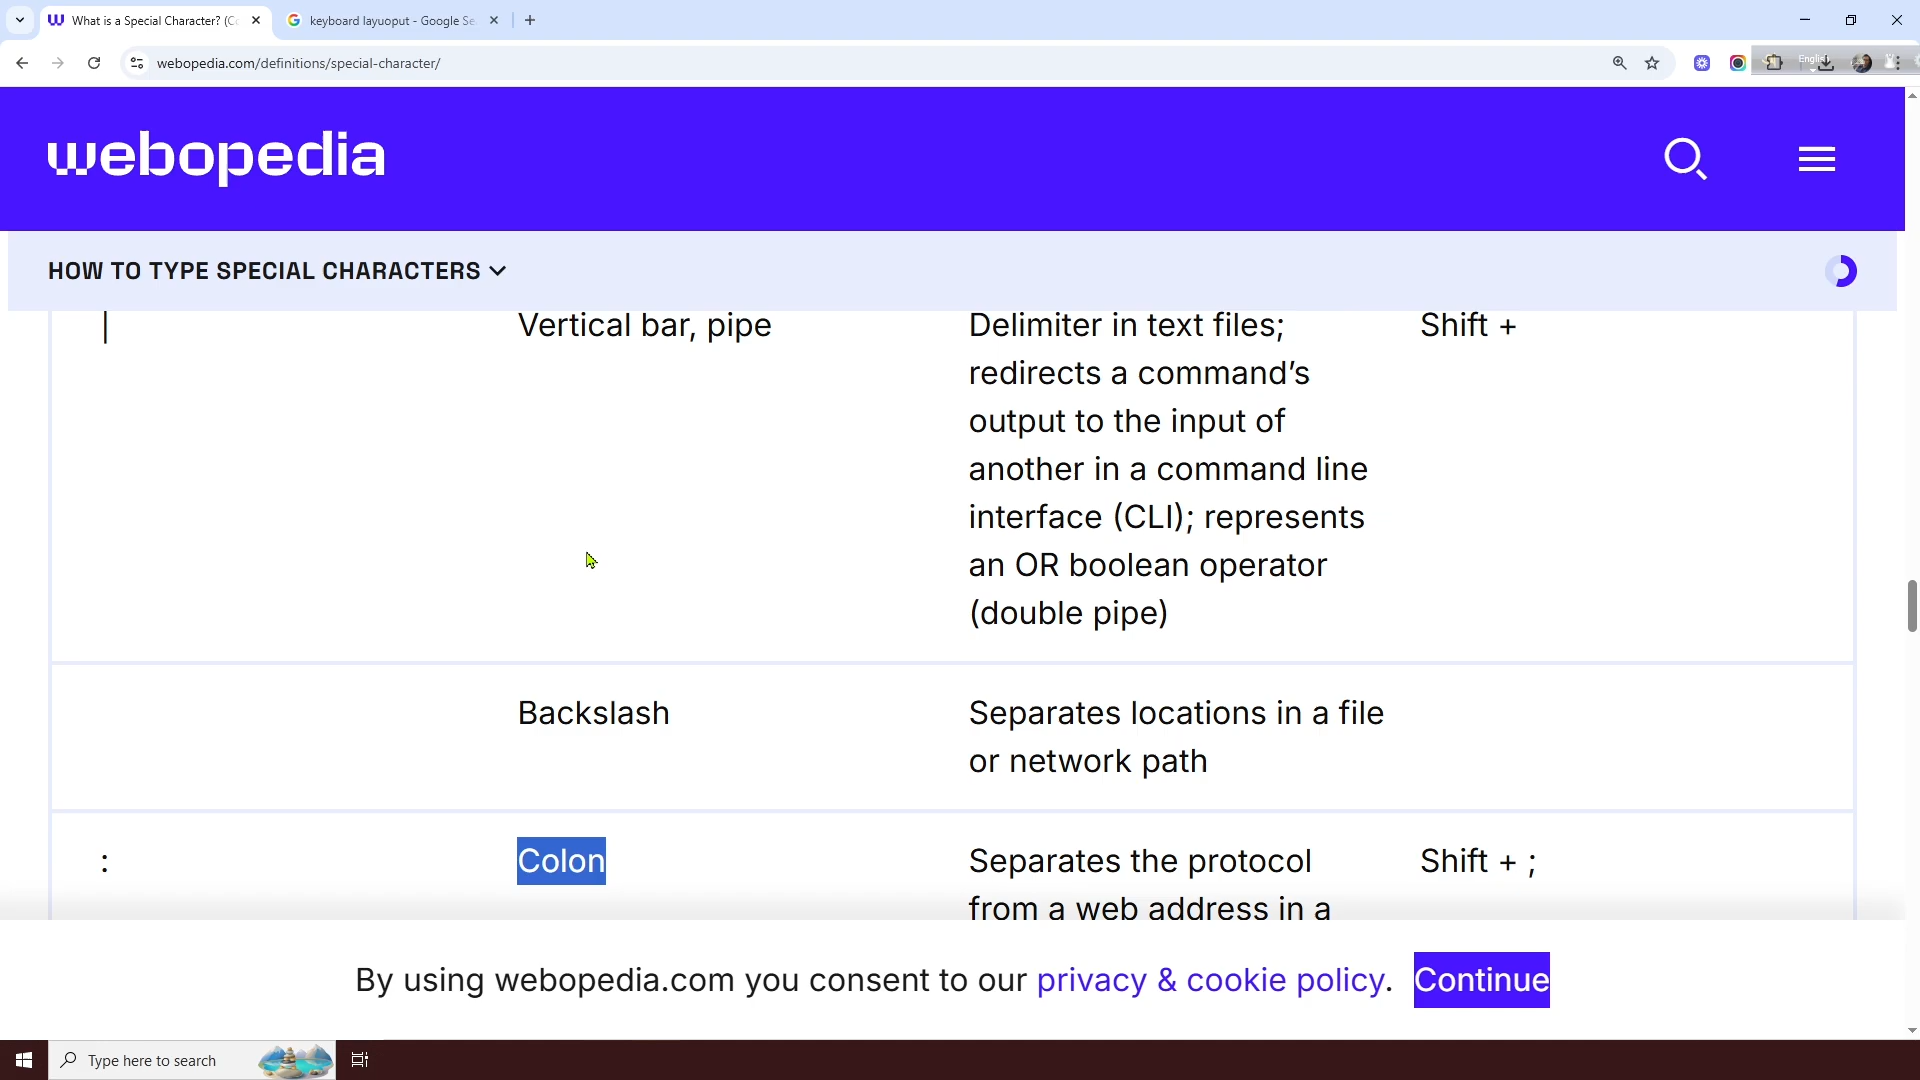 What is a Special Character? (Co
keyboard layuoput - Google Se
webopedia.com/definitions/special-character/
English
webopedia
HOW TO TYPE SPECIAL CHARACTERS
| Vertical bar, pipe Delimiter in text files; Shift +
redirects a command’s
output to the input of
another in a command line
interface (CLI); represents
an OR boolean operator
(double pipe)
Backslash Separates locations in a file
or network path
: Colon Separates the protocol Shift + ;
from a web address in a
By using webopedia.com you consent to our privacy & cookie policy. Continue
Type here to search